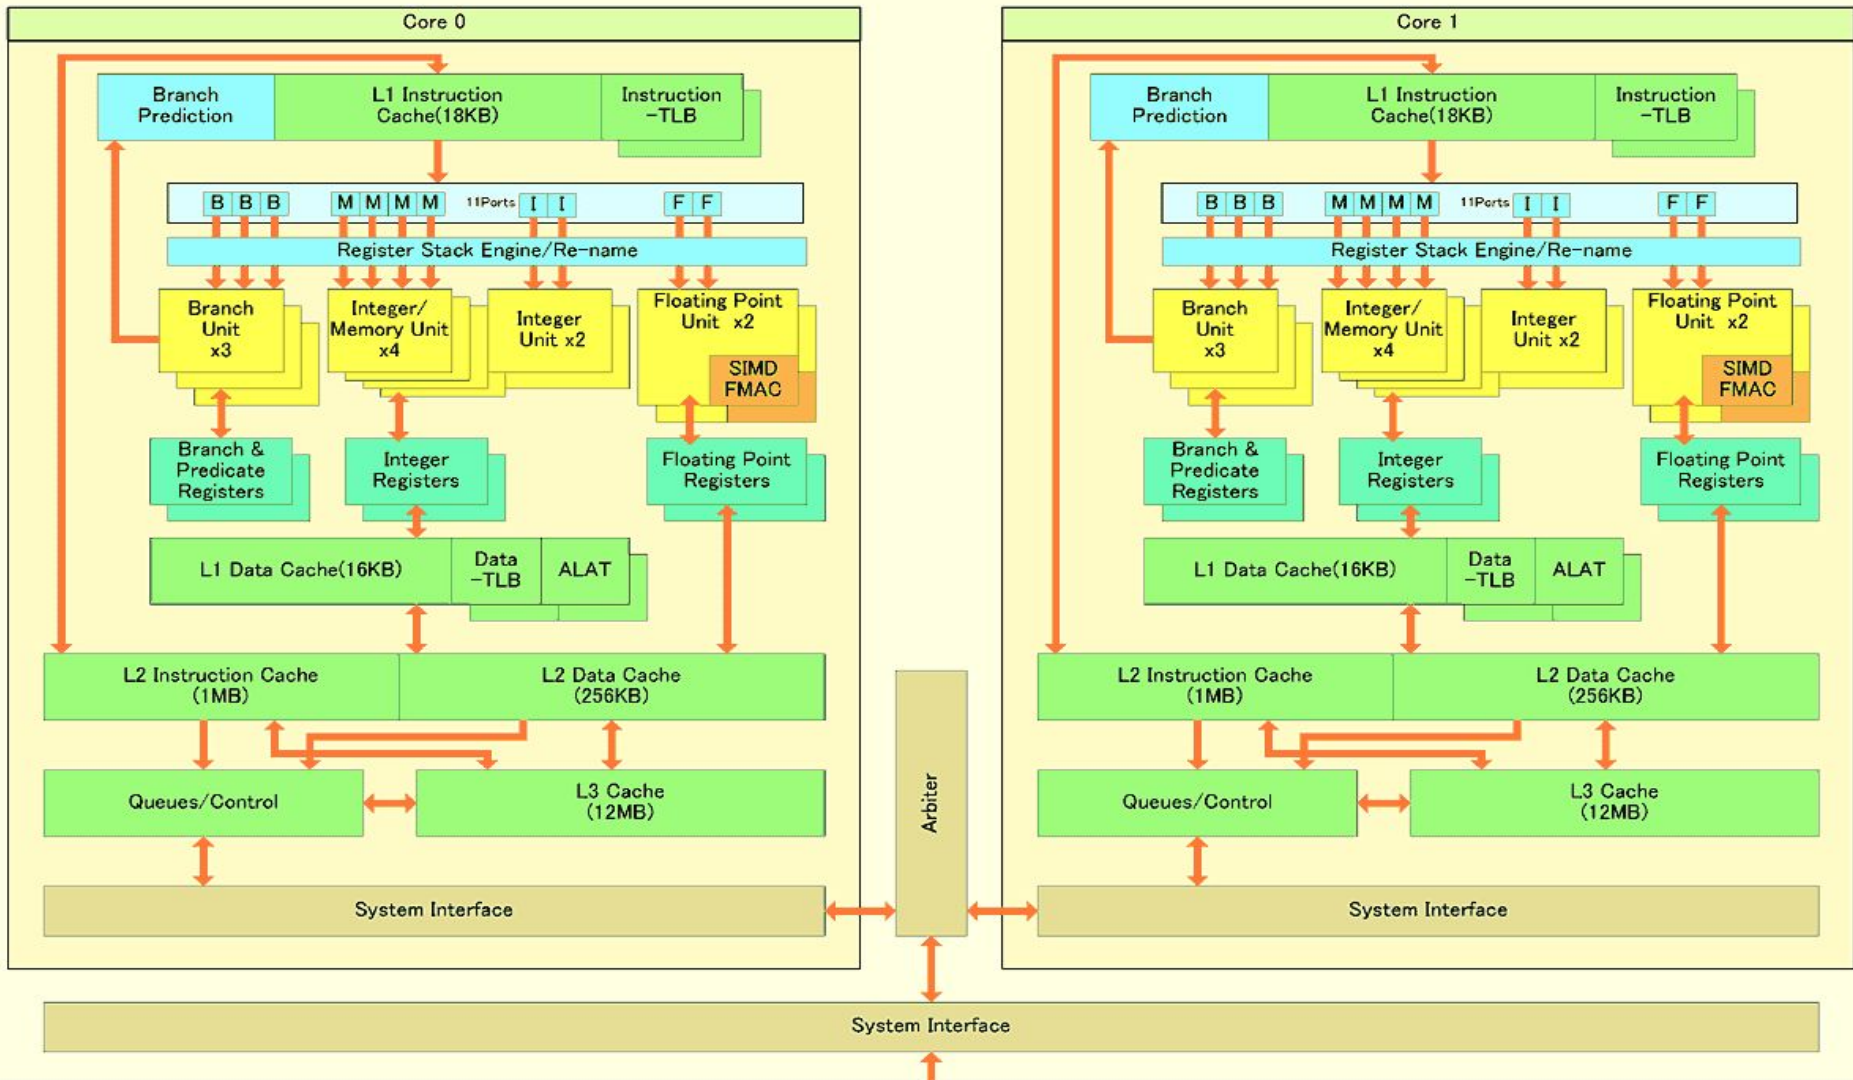 Core 0
Branch
Prediction
L1 Instruction
Cache(18KB)
Instruction
-TLB
B B B M M M M 11Ports I I F F
Register Stack Engine/Re-name
Branch
Unit
x3
Integer/
Memory Unit
x4
Integer
Unit x2
Floating Point
Unit x2
SIMD
FMAC
Branch &
Predicate
Registers
Integer
Registers
Floating Point
Registers
L1 Data Cache(16KB)
Data
-TLB
ALAT
L2 Instruction Cache
(1MB)
L2 Data Cache
(256KB)
Queues/Control
L3 Cache
(12MB)
System Interface
Arbiter
Core 1
Branch
Prediction
L1 Instruction
Cache(18KB)
Instruction
-TLB
B B B M M M M 11Ports I I F F
Register Stack Engine/Re-name
Branch
Unit
x3
Integer/
Memory Unit
x4
Integer
Unit x2
Floating Point
Unit x2
SIMD
FMAC
Branch &
Predicate
Registers
Integer
Registers
Floating Point
Registers
L1 Data Cache(16KB)
Data
-TLB
ALAT
L2 Instruction Cache
(1MB)
L2 Data Cache
(256KB)
Queues/Control
L3 Cache
(12MB)
System Interface
System Interface